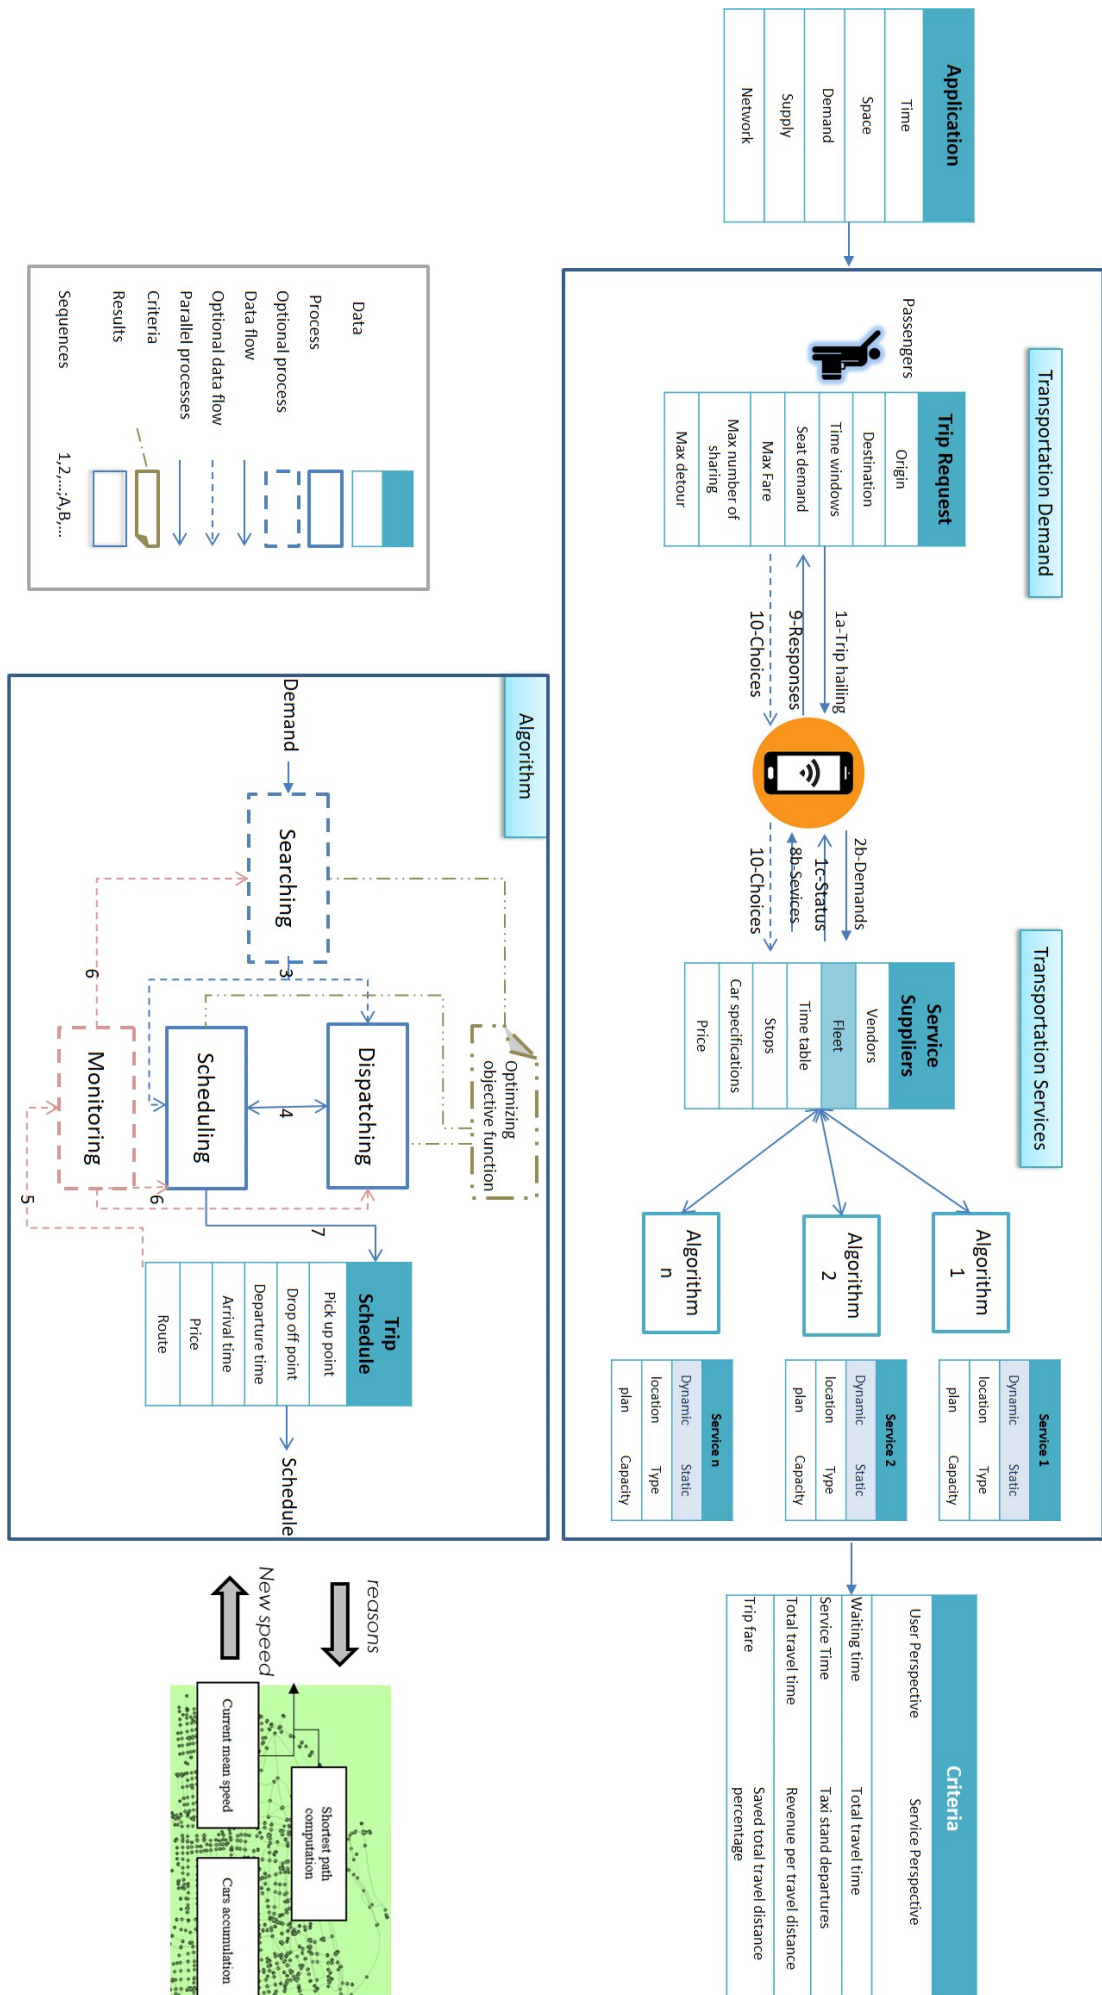 Application
Time
Space
Demand
Supply
Network
Transportation Demand
Passengers
Trip Request
Origin
Destination
Time windows
Seat demand
Max Fare
Max number of
sharing
Max detour
1a-Trip hailing
9-Responses
10-Choices
2b-Demands
1c-Status
8b-Sevices
10-Choices
Transportation Services
Service
Suppliers
Vendors
Fleet
Time table
Stops
Car specifications
Price
Algorithm
1
Algorithm
2
Algorithm
n
Service 1
Dynamic Static
location Type
plan Capacity
Service 2
Dynamic Static
location Type
plan Capacity
Service n
Dynamic Static
location Type
plan Capacity
Criteria
User Perspective Service Perspective
Waiting time Total travel time
Service Time Taxi stand departures
Total travel time Revenue per travel distance
Trip fare Saved total travel distance
percentage
Data
Process
Optional process
Data flow
Optional data flow
Parallel processes
Criteria
Results
Sequences 1,2,...;A,B,...
Algorithm
Demand
Searching
3
Optimizing
objective function
Dispatching
4
Scheduling
6
Monitoring
6
5
7
Trip
Schedule
Pick up point
Drop off point
Departure time
Arrival time
Price
Route
Schedule
reasons
New speed
Shortest path
computation
Current mean speed
Cars accumulation